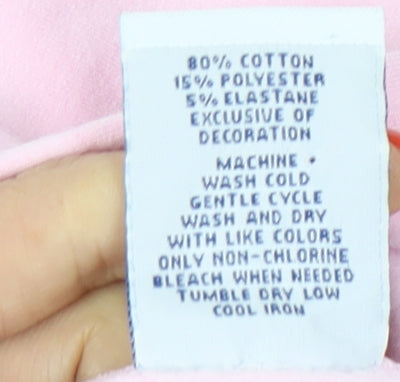 80% COTTON
15% POLYESTER
5% ELASTANE
EXCLUSIVE OF
DECORATION
MACHINE •
WASH COLD
GENTLE CYCLE
WASH AND DRY
WITH LIKE COLORS
ONLY NON-CHLORINE
BLEACH WHEN NEEDED
TUMBLE DRY LOW
COOL IRON